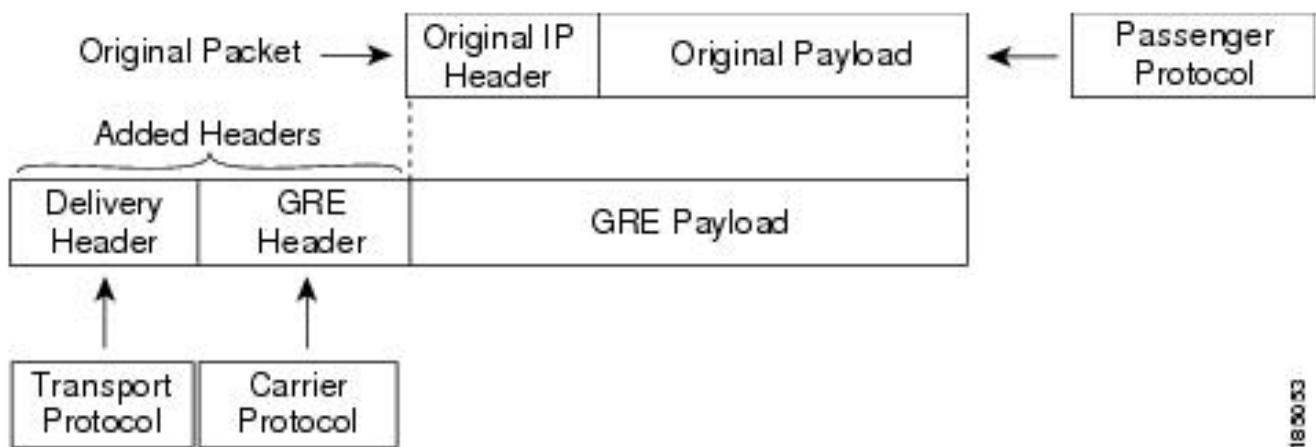 Original Packet
Original IP
Header
Original Payload
Passenger
Protocol
Added Headers
Delivery
Header
GRE
Header
GRE Payload
Transport
Protocol
Carrier
Protocol
185053